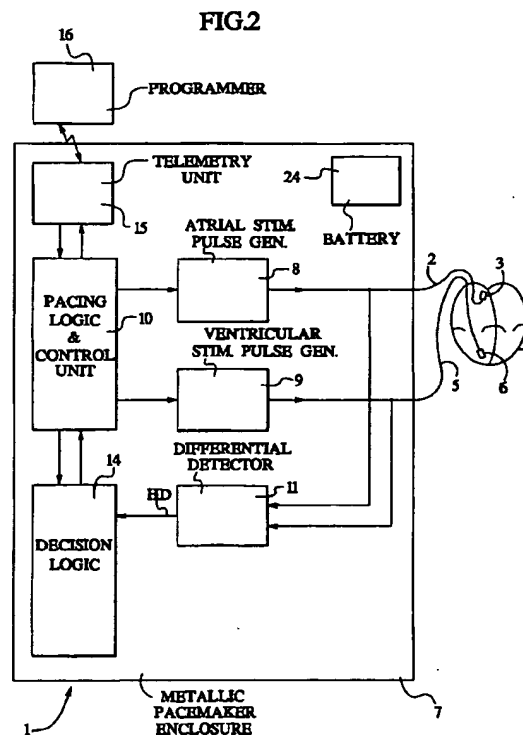 FIG.2
16
PROGRAMMER
TELEMETRY
UNIT
15
24
BATTERY
ATRIAL STIM.
PULSE GEN.
8
2
3
PACING LOGIC
&
CONTROL
UNIT
10
VENTRICULAR
STIM. PULSE GEN.
9
5
6
DIFFERENTIAL
DETECTOR
11
14
DECISION
LOGIC
METALLIC
PACEMAKER
ENCLOSURE
1
7